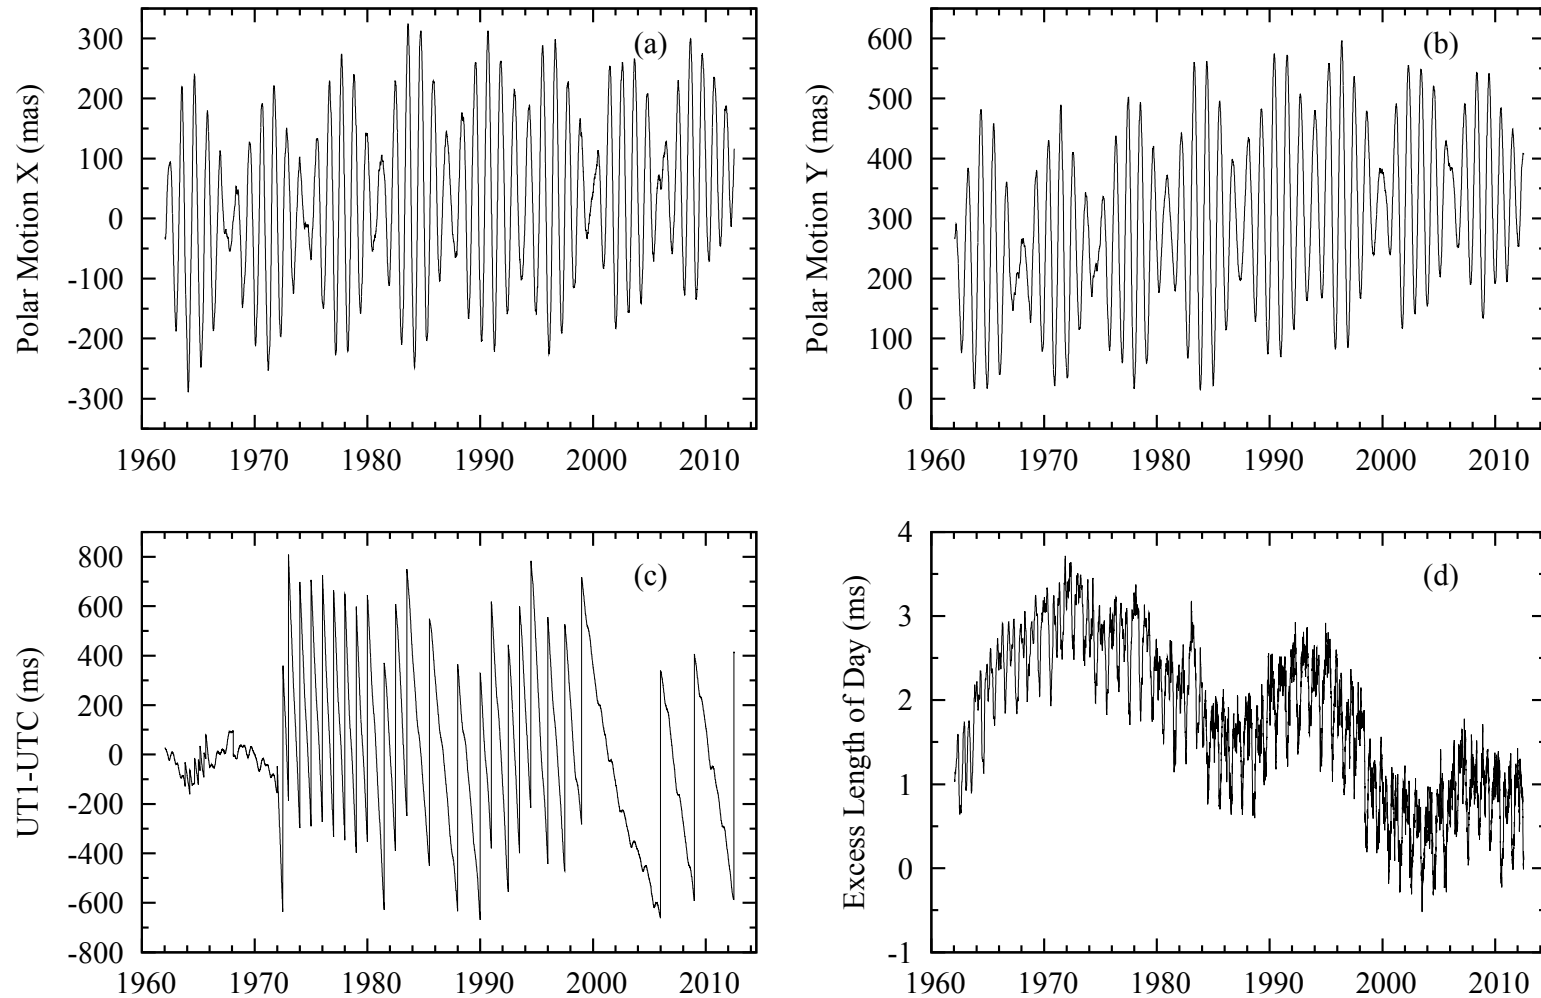 Polar Motion X (mas)
300
200
100
0
-100
-200
-300
(a)
1960 1970 1980 1990 2000 2010
Polar Motion Y (mas)
600
500
400
300
200
100
0
(b)
1960 1970 1980 1990 2000 2010
UT1-UTC (ms)
800
600
400
200
0
-200
-400
-600
-800
(c)
1960 1970 1980 1990 2000 2010
Excess Length of Day (ms)
4
3
2
1
0
-1
(d)
1960 1970 1980 1990 2000 2010